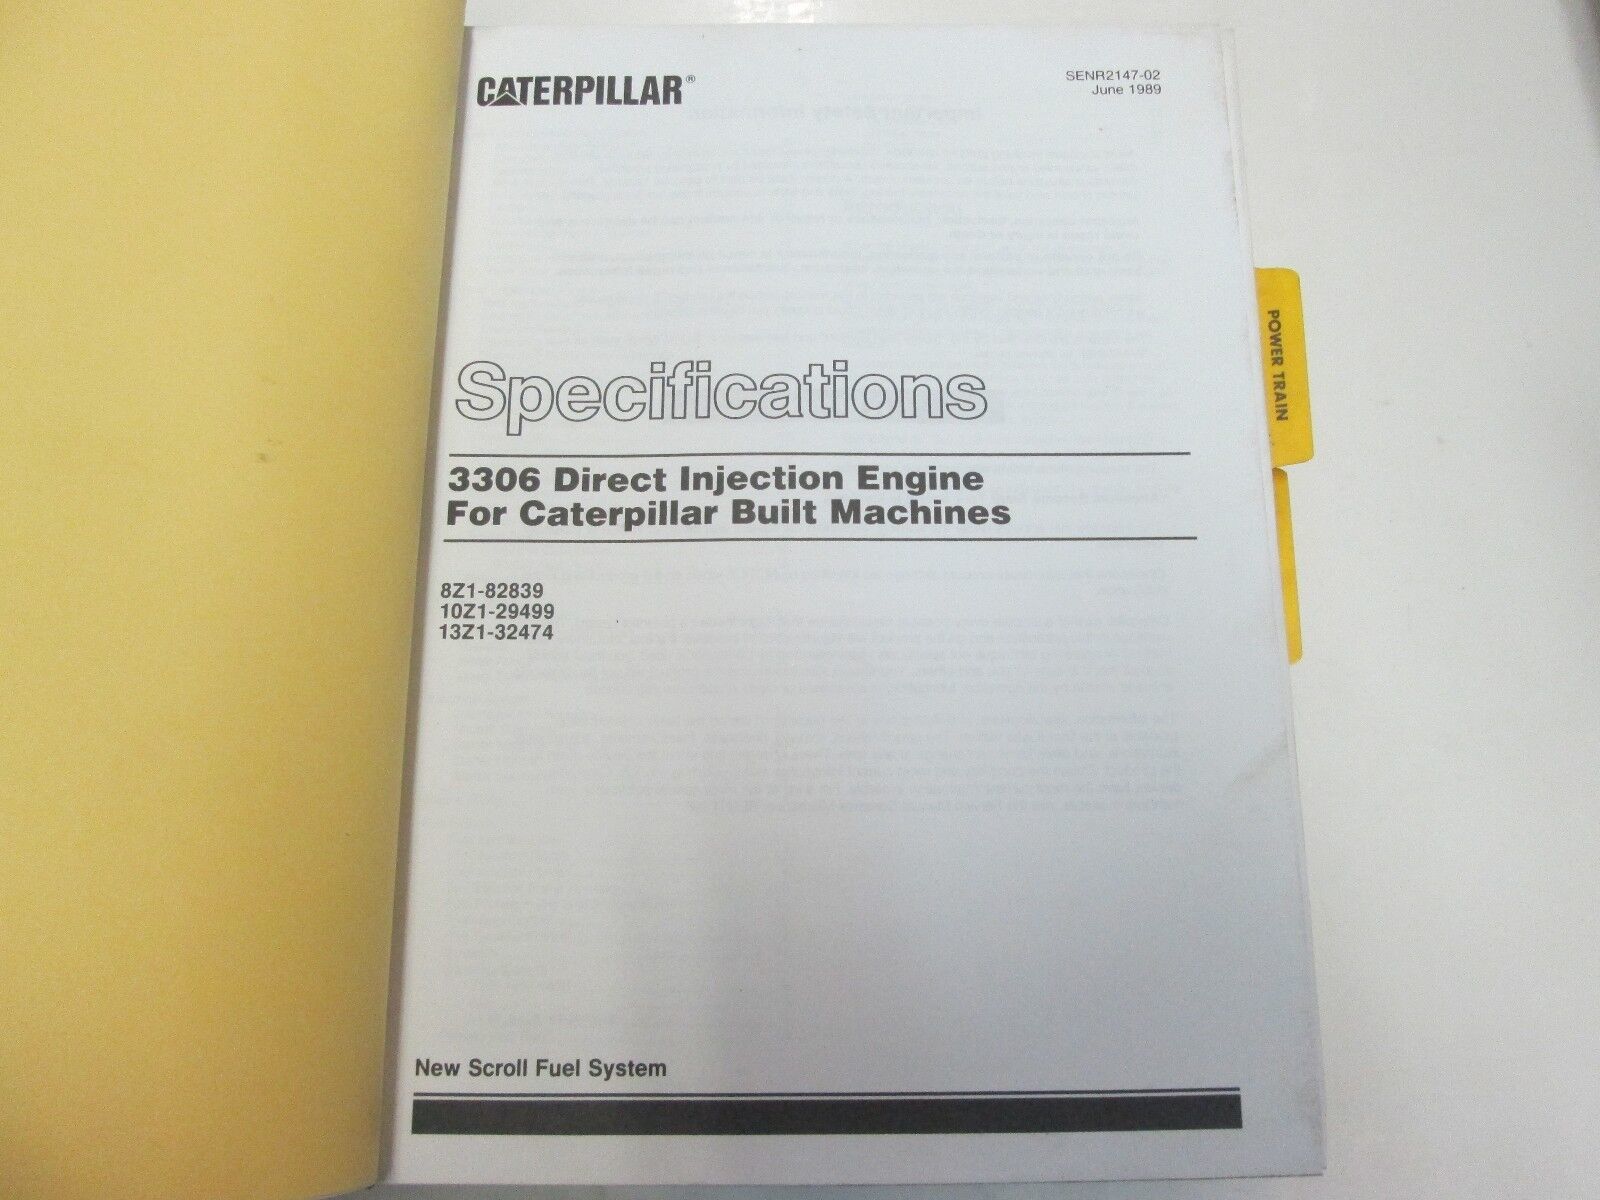 CATERPILLAR®
SENR2147-02
June 1989
Specifications
3306 Direct Injection Engine
For Caterpillar Built Machines
8Z1-82839
10Z1-29499
13Z1-32474
New Scroll Fuel System
POWER TRAIN